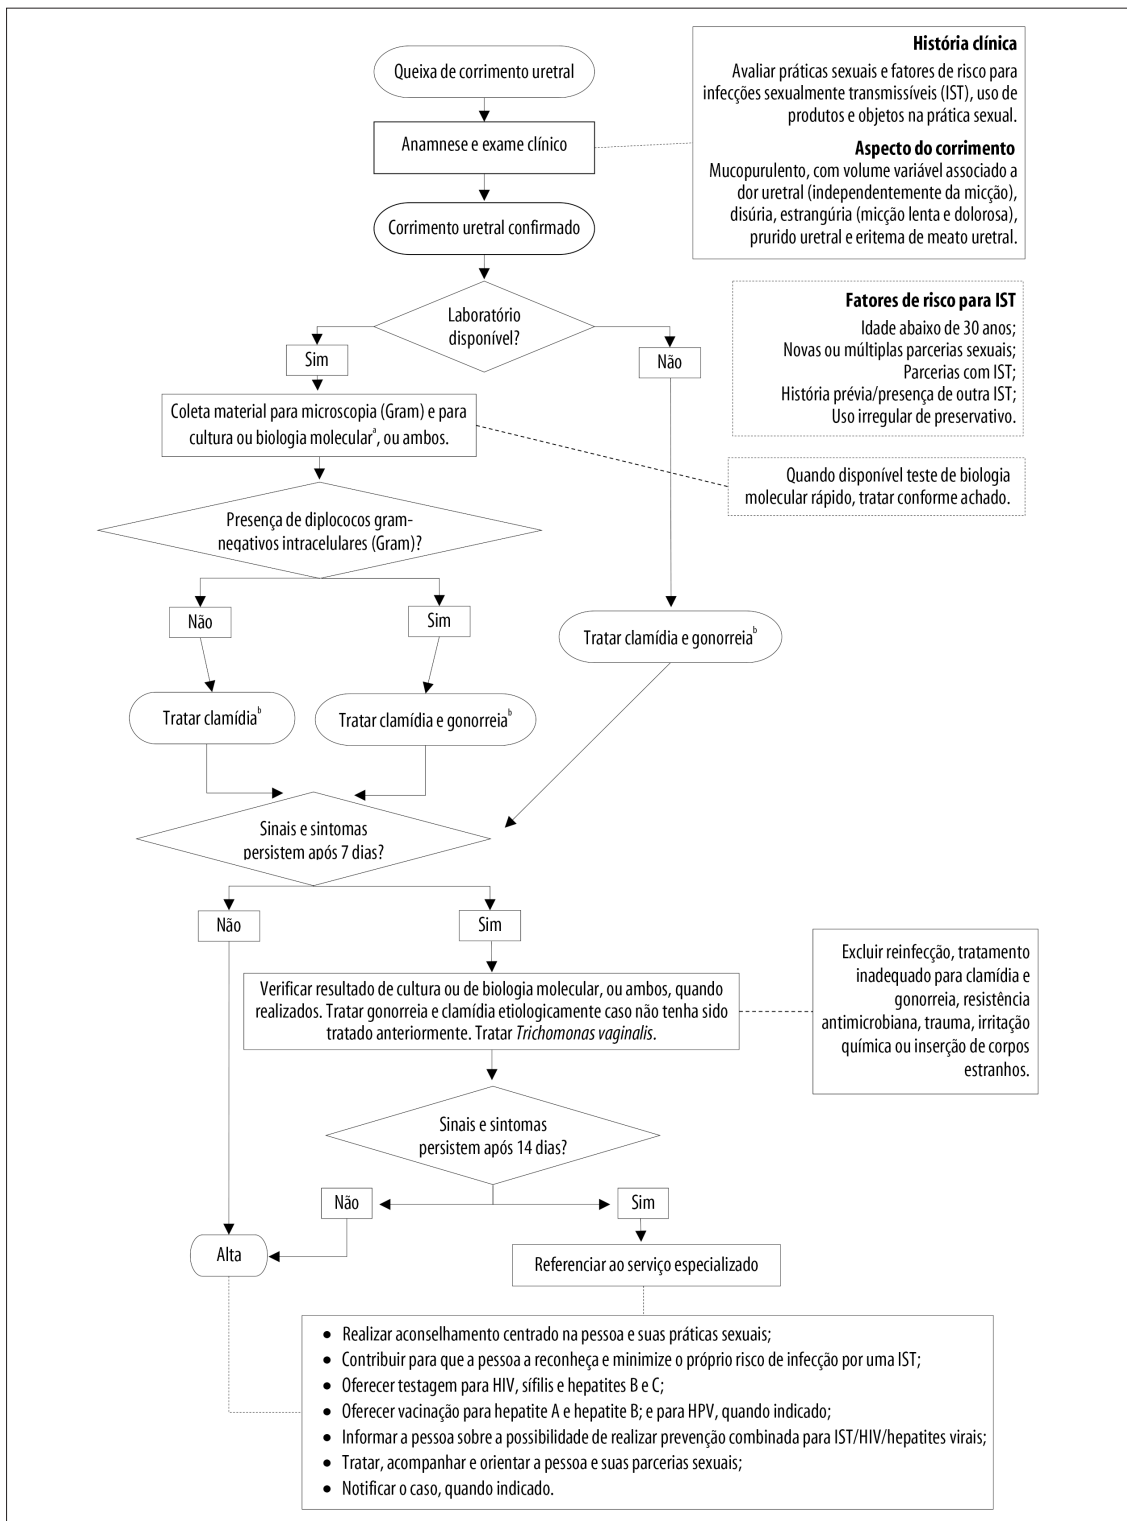 Queixa de corrimento uretral
Anamnese e exame clínico
História clínica
Avaliar práticas sexuais e fatores de risco para
infecções sexualmente transmissíveis (IST), uso de
produtos e objetos na prática sexual.
Aspecto do corrimento
Mucopurulento, com volume variável associado a
dor uretral (independentemente da micção),
disúria, estrangúria (micção lenta e dolorosa),
prurido uretral e eritema de meato uretral.
Corrimento uretral confirmado
Laboratório
disponível?
Fatores de risco para IST
Idade abaixo de 30 anos;
Novas ou múltiplas parcerias sexuais;
Parcerias com IST;
História prévia/presença de outra IST;
Uso irregular de preservativo.
Sim
Não
Coleta material para microscopia (Gram) e para
cultura ou biologia molecularª, ou ambos.
Quando disponível teste de biologia
molecular rápido, tratar conforme achado.
Presença de diplococos gram-
negativos intracelulares (Gram)?
Não
Sim
Tratar clamídia e gonorreiaᵇ
Tratar clamídiaᵇ
Tratar clamídia e gonorreiaᵇ
Sinais e sintomas
persistem após 7 dias?
Não
Sim
Verificar resultado de cultura ou de biologia molecular, ou ambos, quando
realizados. Tratar gonorreia e clamídia etiologicamente caso não tenha sido
tratado anteriormente. Tratar Trichomonas vaginalis.
Excluir reinfecção, tratamento
inadequado para clamídia e
gonorreia, resistência
antimicrobiana, trauma, irritação
química ou inserção de corpos
estranhos.
Sinais e sintomas
persistem após 14 dias?
Não
Sim
Alta
Referenciar ao serviço especializado
• Realizar aconselhamento centrado na pessoa e suas práticas sexuais;
• Contribuir para que a pessoa a reconheça e minimize o próprio risco de infecção por uma IST;
• Oferecer testagem para HIV, sífilis e hepatites B e C;
• Oferecer vacinação para hepatite A e hepatite B; e para HPV, quando indicado;
• Informar a pessoa sobre a possibilidade de realizar prevenção combinada para IST/HIV/hepatites virais;
• Tratar, acompanhar e orientar a pessoa e suas parcerias sexuais;
• Notificar o caso, quando indicado.